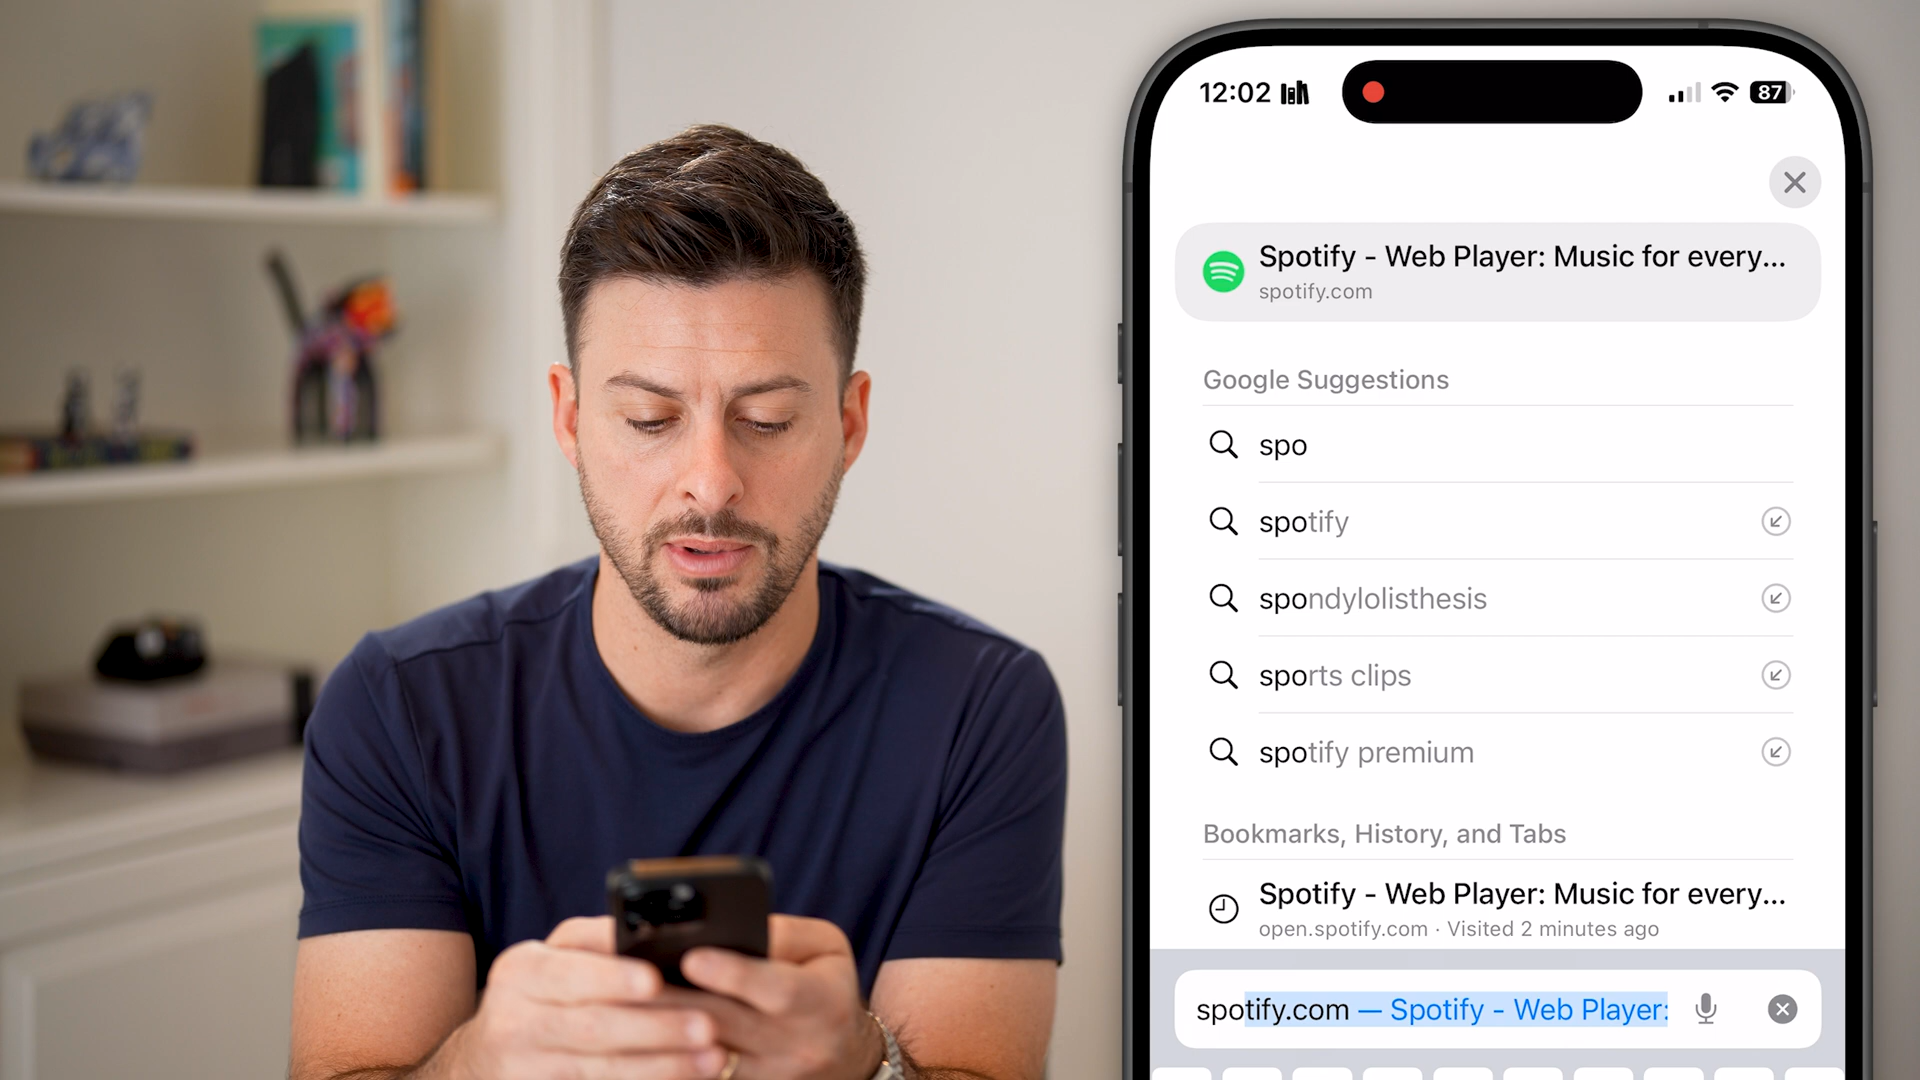 12:02
87
Spotify - Web Player: Music for every...
spotify.com
Google Suggestions
spo
spotify
spondylolisthesis
sports clips
spotify premium
Bookmarks, History, and Tabs
Spotify - Web Player: Music for every...
open.spotify.com · Visited 2 minutes ago
spotify.com — Spotify - Web Player: